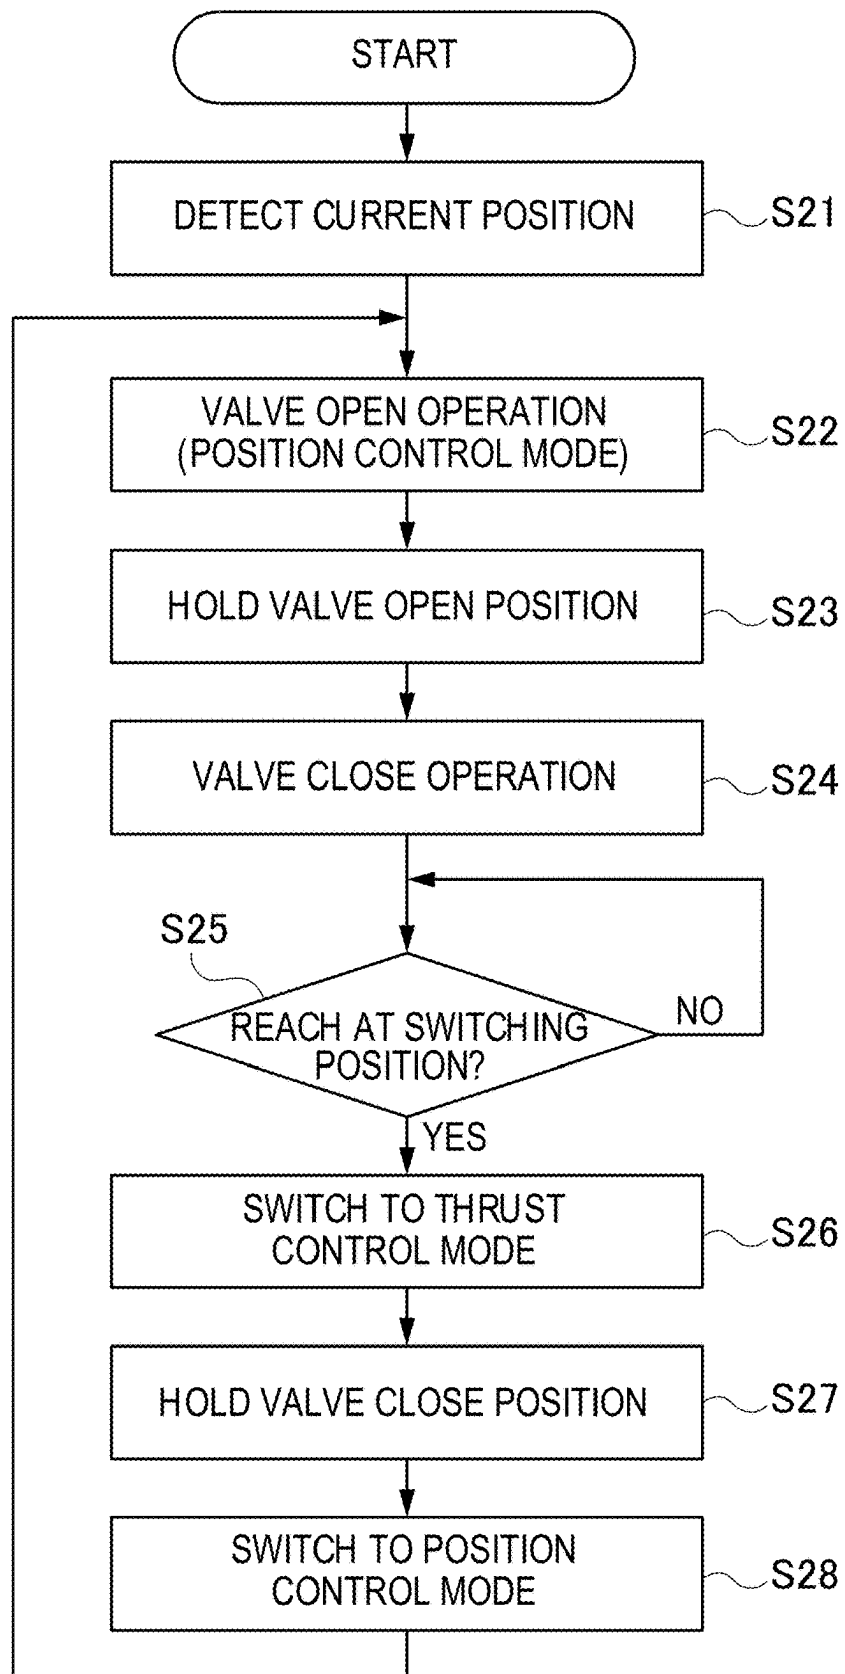 START
DETECT CURRENT POSITION
S21
VALVE OPEN OPERATION
(POSITION CONTROL MODE)
S22
HOLD VALVE OPEN POSITION
S23
VALVE CLOSE OPERATION
S24
S25
REACH AT SWITCHING
POSITION?
NO
YES
SWITCH TO THRUST
CONTROL MODE
S26
HOLD VALVE CLOSE POSITION
S27
SWITCH TO POSITION
CONTROL MODE
S28